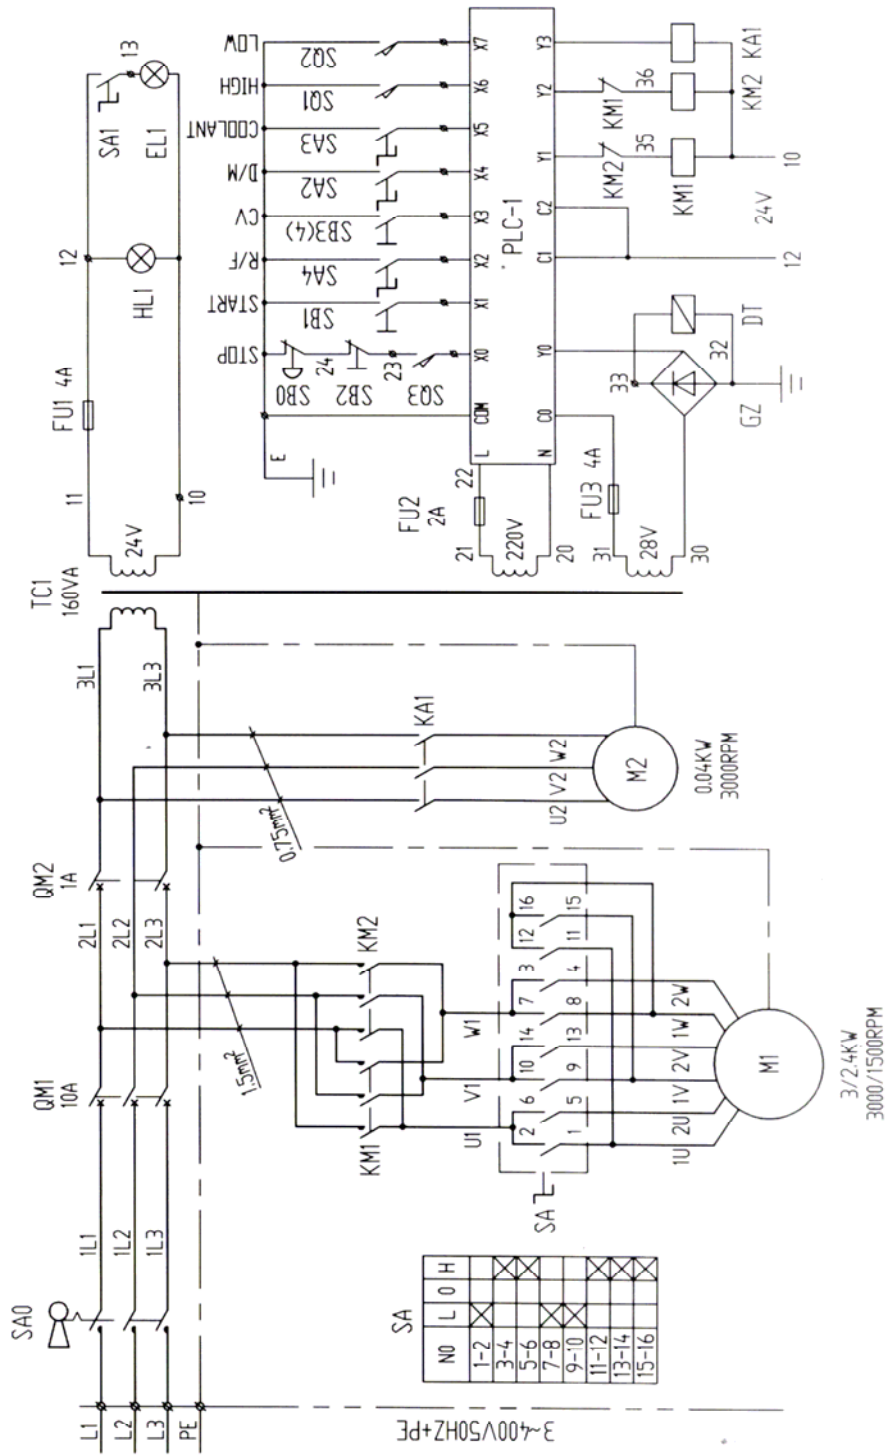 L1
L2
L3
PE
3~400V50HZ+PE
SA0
1L1
1L2
1L3
QM1
10A
2L1
2L2
2L3
QM2
1A
3L1
3L3
TC1
160VA
1.5mm²
0.75mm²
KM1
KM2
KA1
U1
V1
W1
U2
V2
W2
SA
2
6
10
14
7
3
12
16
1
5
9
13
8
4
11
15
1U
2U
1V
2V
1W
2W
M1
3/2.4KW
3000/1500RPM
M2
0.04KW
3000RPM
SA
NO L 0 H
1-2
3-4
5-6
7-8
9-10
11-12
13-14
15-16
24V
11
10
FU1 4A
12
HL1
SA1
13
EL1
E
STOP
START
R/F
CV
D/M
COOLANT
HIGH
LOW
SB0
24
SB2
23
SQ3
SB1
SA4
SB3(4)
SA2
SA3
SQ1
SQ2
220V
21
20
FU2
2A
22
L
N
COM
X0
X1
X2
X3
X4
X5
X6
X7
PLC-1
C0
Y0
C1
C2
Y1
Y2
Y3
28V
31
30
FU3 4A
33
32
GZ
DT
12
24V
10
KM2
35
KM1
KM1
36
KM2
KA1